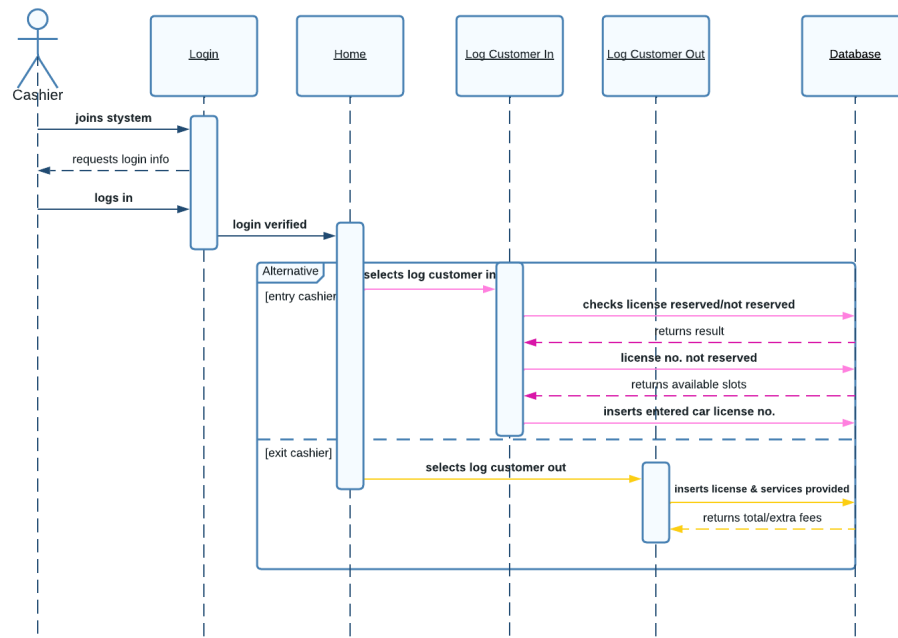 Login
Home
Log Customer In
Log Customer Out
Database
Cashier
joins stystem
requests login info
logs in
login verified
Alternative
selects log customer in
[entry cashier
checks license reserved/not reserved
returns result
license no. not reserved
returns available slots
inserts entered car license no.
[exit cashier]
selects log customer out
inserts license & services provided
returns total/extra fees